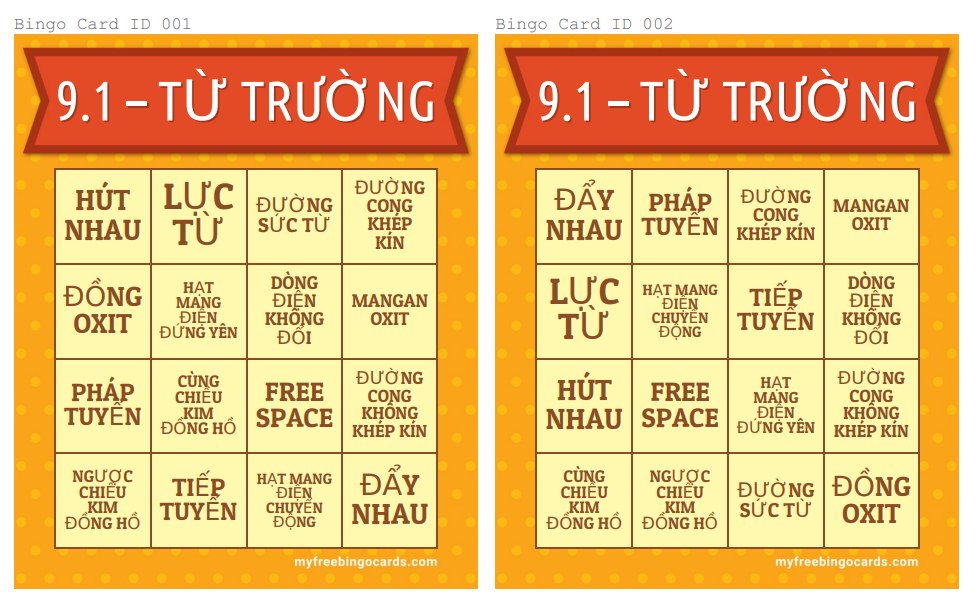 Bingo Card ID 001
9.1 – TỪ TRƯỜNG
HÚT
NHAU
LỰC
TỪ
ĐƯỜNG
SỨC TỪ
ĐƯỜNG
CONG
KHÉP
KÍN
ĐỒNG
OXIT
HẠT
MANG
ĐIỆN
ĐỨNG YÊN
DÒNG
ĐIỆN
KHÔNG
ĐỔI
MANGAN
OXIT
PHÁP
TUYẾN
CÙNG
CHIỀU
KIM
ĐỒNG HỒ
FREE
SPACE
ĐƯỜNG
CONG
KHÔNG
KHÉP KÍN
NGƯỢC
CHIỀU
KIM
ĐỒNG HỒ
TIẾP
TUYẾN
HẠT MANG
ĐIỆN
CHUYỂN
ĐỘNG
ĐẨY
NHAU
myfreebingocards.com
Bingo Card ID 002
9.1 – TỪ TRƯỜNG
ĐẨY
NHAU
PHÁP
TUYẾN
ĐƯỜNG
CONG
KHÉP KÍN
MANGAN
OXIT
LỰC
TỪ
HẠT MANG
ĐIỆN
CHUYỂN
ĐỘNG
TIẾP
TUYẾN
DÒNG
ĐIỆN
KHÔNG
ĐỔI
HÚT
NHAU
FREE
SPACE
HẠT
MANG
ĐIỆN
ĐỨNG YÊN
ĐƯỜNG
CONG
KHÔNG
KHÉP KÍN
CÙNG
CHIỀU
KIM
ĐỒNG HỒ
NGƯỢC
CHIỀU
KIM
ĐỒNG HỒ
ĐƯỜNG
SỨC TỪ
ĐỒNG
OXIT
myfreebingocards.com